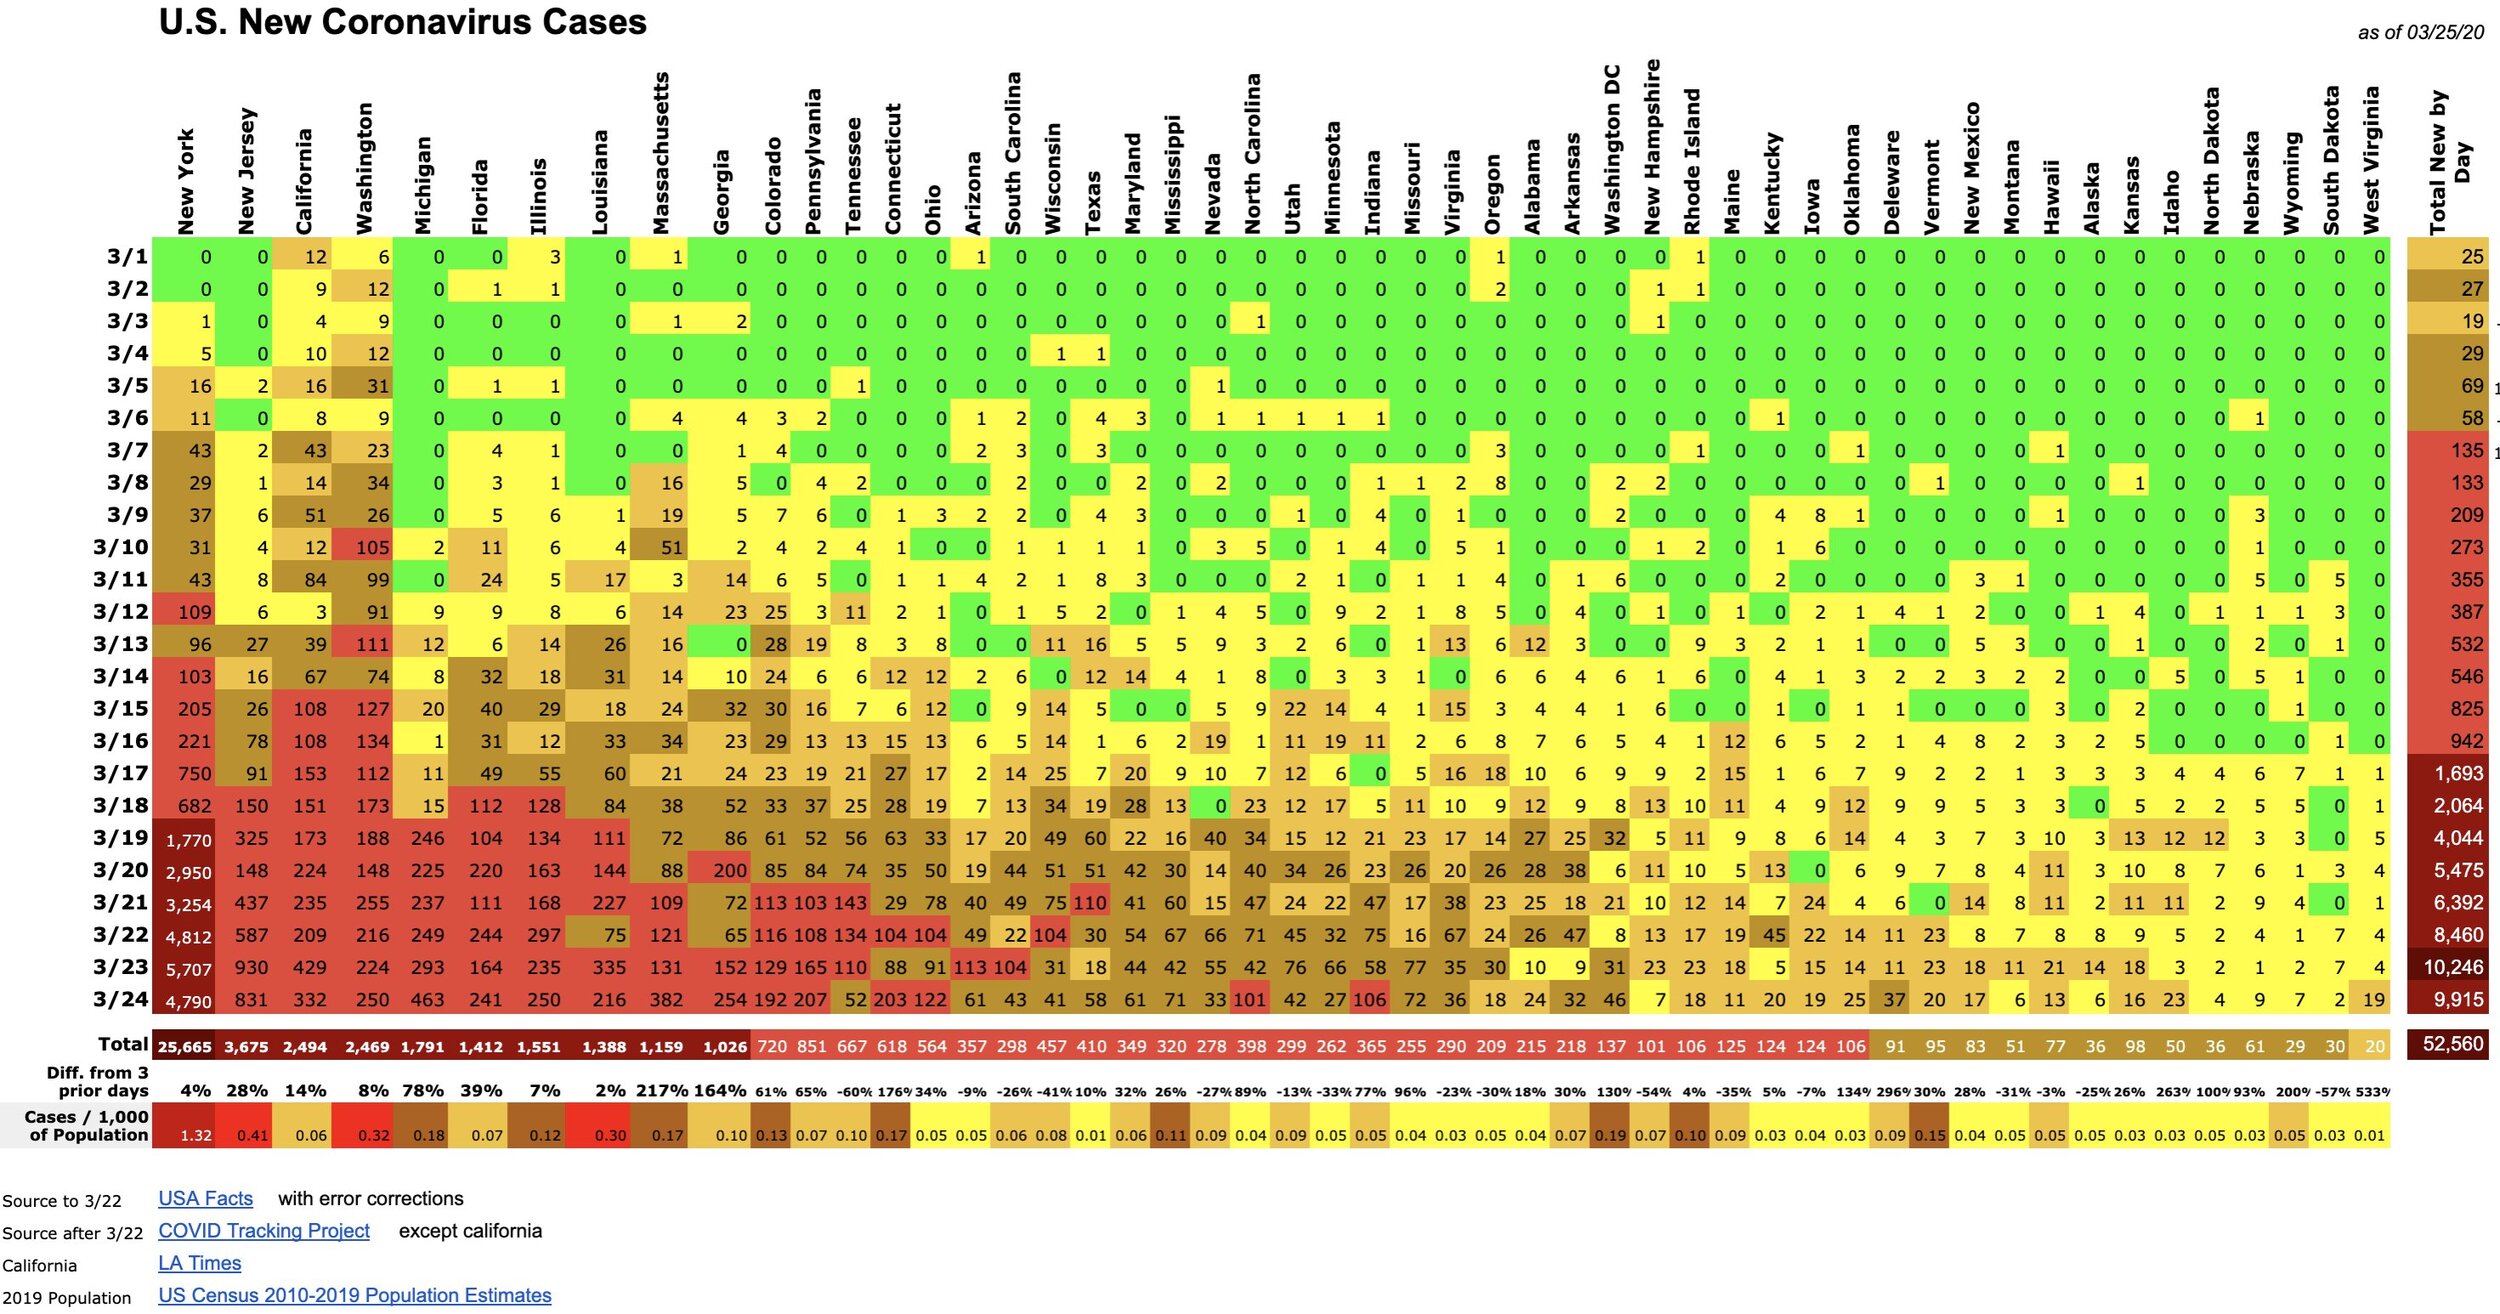 U.S. New Coronavirus Cases
as of 03/25/20
New York New Jersey California Washington Michigan Florida Illinois Louisiana Massachusetts Georgia Colorado Pennsylvania Tennessee Connecticut Ohio Arizona South Carolina Wisconsin Texas Maryland Mississippi Nevada North Carolina Utah Minnesota Indiana Missouri Virginia Oregon Alabama Arkansas Washington DC New Hampshire Rhode Island Maine Kentucky Iowa Oklahoma Deleware Vermont New Mexico Montana Hawaii Alaska Kansas Idaho North Dakota Nebraska Wyoming South Dakota West Virginia Total New by Day
3/1 0 0 12 6 0 0 3 0 1 0 0 0 0 0 0 1 0 0 0 0 0 0 0 0 0 0 0 0 1 0 0 0 0 1 0 0 0 0 0 0 0 0 0 0 0 0 0 0 0 0 0 25
3/2 0 0 9 12 0 1 1 0 0 0 0 0 0 0 0 0 0 0 0 0 0 0 0 0 0 0 0 0 2 0 0 0 1 1 0 0 0 0 0 0 0 0 0 0 0 0 0 0 0 0 0 27
3/3 1 0 4 9 0 0 0 0 1 2 0 0 0 0 0 0 0 0 0 0 0 0 1 0 0 0 0 0 0 0 0 0 1 0 0 0 0 0 0 0 0 0 0 0 0 0 0 0 0 0 0 19
3/4 5 0 10 12 0 0 0 0 0 0 0 0 0 0 0 0 0 1 1 0 0 0 0 0 0 0 0 0 0 0 0 0 0 0 0 0 0 0 0 0 0 0 0 0 0 0 0 0 0 0 0 29
3/5 16 2 16 31 0 1 1 0 0 0 0 0 1 0 0 0 0 0 0 0 0 1 0 0 0 0 0 0 0 0 0 0 0 0 0 0 0 0 0 0 0 0 0 0 0 0 0 0 0 0 0 69
3/6 11 0 8 9 0 0 0 0 4 4 3 2 0 0 0 1 2 0 4 3 0 1 1 1 1 1 0 0 0 0 0 0 0 0 0 1 0 0 0 0 0 0 0 0 0 0 0 1 0 0 0 58
3/7 43 2 43 23 0 4 1 0 0 1 4 0 0 0 0 2 3 0 3 0 0 0 0 0 0 0 0 0 3 0 0 0 0 1 0 0 0 1 0 0 0 0 1 0 0 0 0 0 0 0 0 135
3/8 29 1 14 34 0 3 1 0 16 5 0 4 2 0 0 0 2 0 0 2 0 2 0 0 0 1 1 2 8 0 0 2 2 0 0 0 0 0 0 1 0 0 0 0 1 0 0 0 0 0 0 133
3/9 37 6 51 26 0 5 6 1 19 5 7 6 0 1 3 2 2 0 4 3 0 0 0 1 0 4 0 1 0 0 0 2 0 0 0 4 8 1 0 0 0 0 1 0 0 0 0 3 0 0 0 209
3/10 31 4 12 105 2 11 6 4 51 2 4 2 4 1 0 0 1 1 1 1 0 3 5 0 1 4 0 5 1 0 0 0 1 2 0 1 6 0 0 0 0 0 0 0 0 0 0 1 0 0 0 273
3/11 43 8 84 99 0 24 5 17 3 14 6 5 0 1 1 4 2 1 8 3 0 0 0 2 1 0 1 1 4 0 1 6 0 0 0 2 0 0 0 0 3 1 0 0 0 0 0 5 0 5 0 355
3/12 109 6 3 91 9 9 8 6 14 23 25 3 11 2 1 0 1 5 2 0 1 4 5 0 9 2 1 8 5 0 4 0 1 0 1 0 2 1 4 1 2 0 0 1 4 0 1 1 1 3 0 387
3/13 96 27 39 111 12 6 14 26 16 0 28 19 8 3 8 0 0 11 16 5 5 9 3 2 6 0 1 13 6 12 3 0 0 9 3 2 1 1 0 0 5 3 0 0 1 0 0 2 0 1 0 532
3/14 103 16 67 74 8 32 18 31 14 10 24 6 6 12 12 2 6 0 12 14 4 1 8 0 3 3 1 0 6 6 4 6 1 6 0 4 1 3 2 2 3 2 2 0 0 5 0 5 1 0 0 546
3/15 205 26 108 127 20 40 29 18 24 32 30 16 7 6 12 0 9 14 5 0 0 5 9 22 14 4 1 15 3 4 4 1 6 0 0 1 0 1 1 0 0 0 3 0 2 0 0 0 1 0 0 825
3/16 221 78 108 134 1 31 12 33 34 23 29 13 13 15 13 6 5 14 1 6 2 19 1 11 19 11 2 6 8 7 6 5 4 1 12 6 5 2 1 4 8 2 3 2 5 0 0 0 0 1 0 942
3/17 750 91 153 112 11 49 55 60 21 24 23 19 21 27 17 2 14 25 7 20 9 10 7 12 6 0 5 16 18 10 6 9 9 2 15 1 6 7 9 2 2 1 3 3 3 4 4 6 7 1 1 1,693
3/18 682 150 151 173 15 112 128 84 38 52 33 37 25 28 19 7 13 34 19 28 13 0 23 12 17 5 11 10 9 12 9 8 13 10 11 4 9 12 9 9 5 3 3 0 5 2 2 5 5 0 1 2,064
3/19 1,770 325 173 188 246 104 134 111 72 86 61 52 56 63 33 17 20 49 60 22 16 40 34 15 12 21 23 17 14 27 25 32 5 11 9 8 6 14 4 3 7 3 10 3 13 12 12 3 3 0 5 4,044
3/20 2,950 148 224 148 225 220 163 144 88 200 85 84 74 35 50 19 44 51 51 42 30 14 40 34 26 23 26 20 26 28 38 6 11 10 5 13 0 6 9 7 8 4 11 3 10 8 7 6 1 3 4 5,475
3/21 3,254 437 235 255 237 111 168 227 109 72 113 103 143 29 78 40 49 75 110 41 60 15 47 24 22 47 17 38 23 25 18 21 10 12 14 7 24 4 6 0 14 8 11 2 11 11 2 9 4 0 1 6,392
3/22 4,812 587 209 216 249 244 297 75 121 65 116 108 134 104 104 49 22 104 30 54 67 66 71 45 32 75 16 67 24 26 47 8 13 17 19 45 22 14 11 23 8 7 8 8 9 5 2 4 1 7 4 8,460
3/23 5,707 930 429 224 293 164 235 335 131 152 129 165 110 88 91 113 104 31 18 44 42 55 42 76 66 58 77 35 30 10 9 31 23 23 18 5 15 14 11 23 18 11 21 14 18 3 2 1 2 7 4 10,246
3/24 4,790 831 332 250 463 241 250 216 382 254 192 207 52 203 122 61 43 41 58 61 71 33 101 42 27 106 72 36 18 24 32 46 7 18 11 20 19 25 37 20 17 6 13 6 16 23 4 9 7 2 19 9,915
Total 25,665 3,675 2,494 2,469 1,791 1,412 1,551 1,388 1,159 1,026 720 851 667 618 564 357 298 457 410 349 320 278 398 299 262 365 255 290 209 215 218 137 101 106 125 124 124 106 91 95 83 51 77 36 98 50 36 61 29 30 20 52,560
Diff. from 3
prior days 4% 28% 14% 8% 78% 39% 7% 2% 217% 164% 61% 65% -60% 176% 34% -9% -26% -41% 10% 32% 26% -27% 89% -13% -33% 77% 96% -23% -30% 18% 30% 130% -54% 4% -35% 5% -7% 134% 296% 30% 28% -31% -3% -25% 26% 263% 100% 93% 200% -57% 533%
Cases / 1,000
of Population 1.32 0.41 0.06 0.32 0.18 0.07 0.12 0.30 0.17 0.10 0.13 0.07 0.10 0.17 0.05 0.05 0.06 0.08 0.01 0.06 0.11 0.09 0.04 0.09 0.05 0.05 0.04 0.03 0.05 0.04 0.07 0.19 0.07 0.10 0.09 0.03 0.04 0.03 0.09 0.15 0.04 0.05 0.05 0.05 0.03 0.03 0.05 0.03 0.05 0.03 0.01
Source to 3/22 USA Facts with error corrections
Source after 3/22 COVID Tracking Project except california
California LA Times
2019 Population US Census 2010-2019 Population Estimates